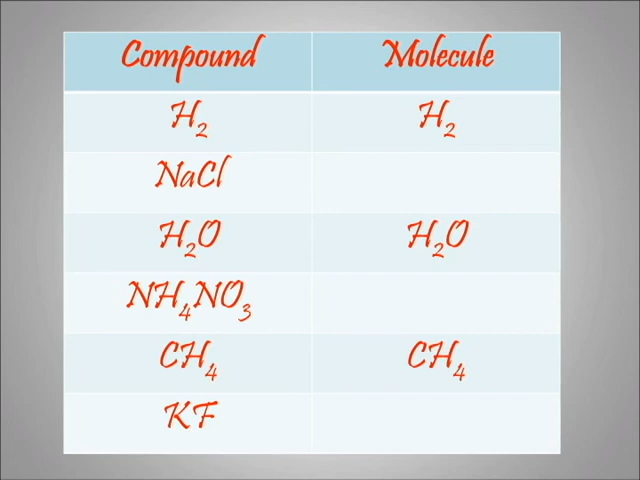 Compound Molecule
H₂ H₂
NaCl
H₂O H₂O
NH₄NO₃
CH₄ CH₄
KF